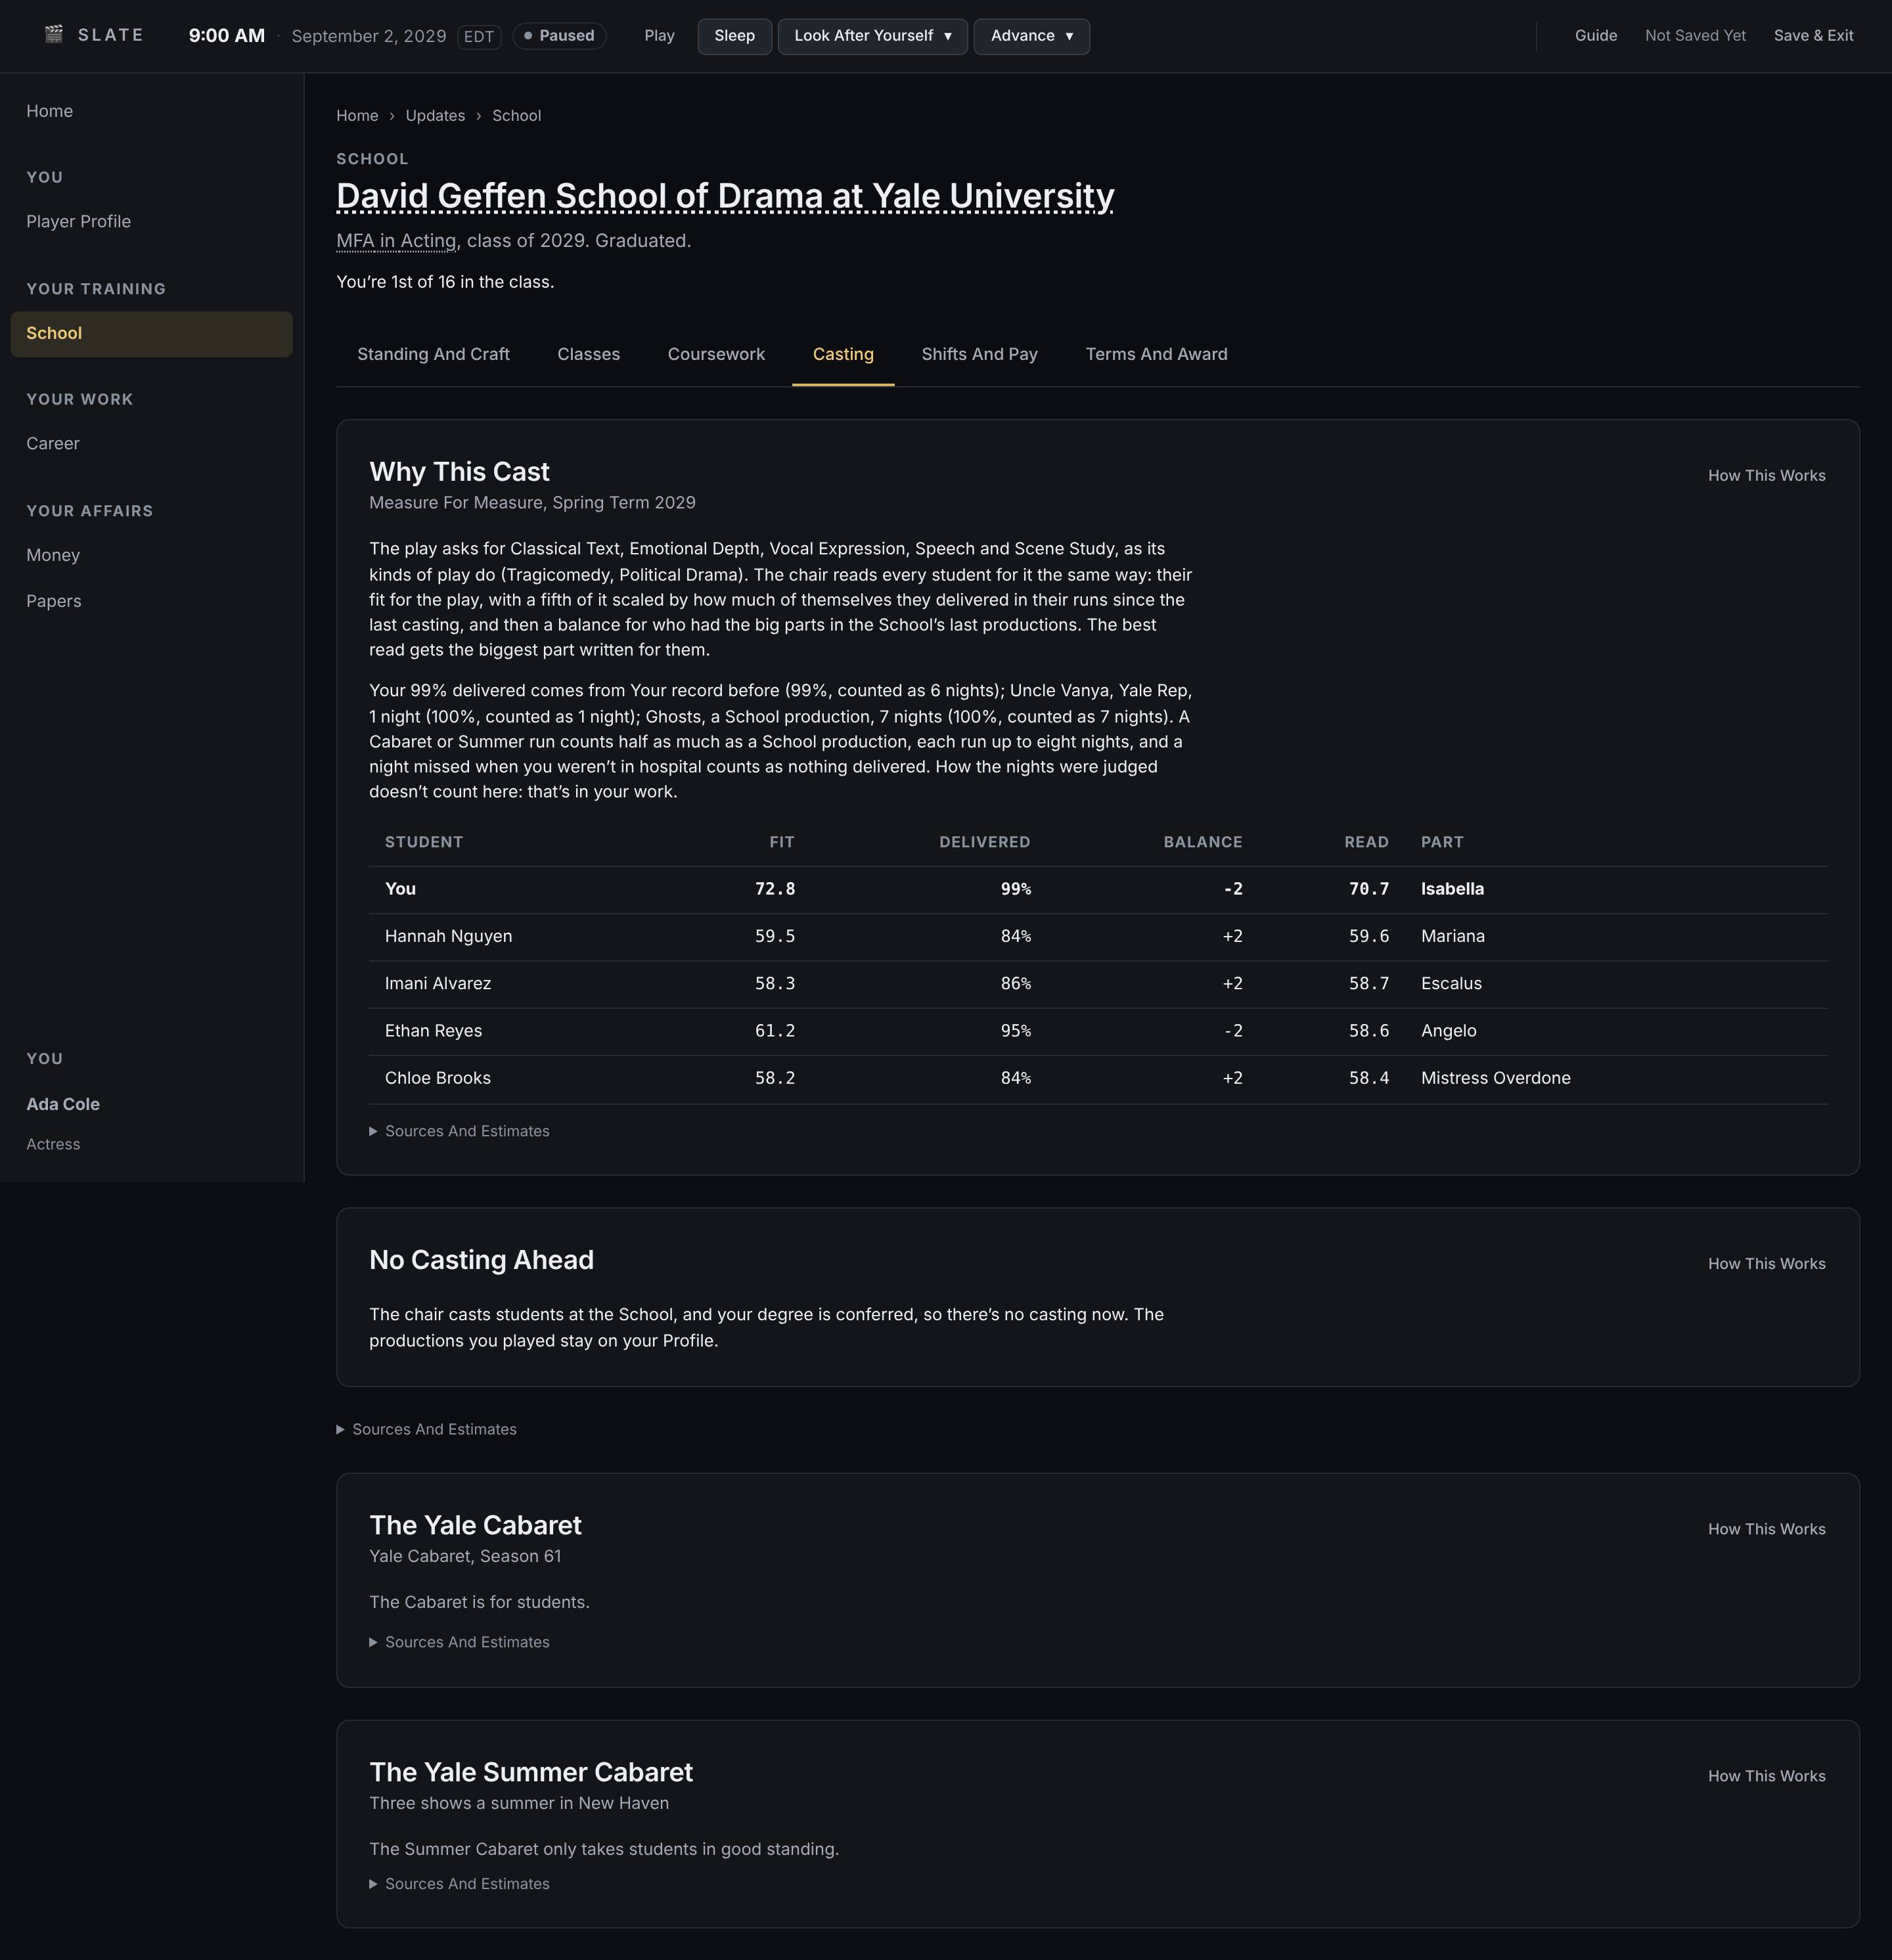 🎬 SLATE 9:00 AM · September 2, 2029 EDT Paused Play Sleep Look After Yourself ▾ Advance ▾ Guide Not Saved Yet Save & Exit
Home
YOU
Player Profile
YOUR TRAINING
School
YOUR WORK
Career
YOUR AFFAIRS
Money
Papers
YOU
Ada Cole
Actress
Home › Updates › School
SCHOOL
David Geffen School of Drama at Yale University
MFA in Acting, class of 2029. Graduated.
You’re 1st of 16 in the class.
Standing And Craft Classes Coursework Casting Shifts And Pay Terms And Award
Why This Cast How This Works
Measure For Measure, Spring Term 2029
The play asks for Classical Text, Emotional Depth, Vocal Expression, Speech and Scene Study, as its
kinds of play do (Tragicomedy, Political Drama). The chair reads every student for it the same way: their
fit for the play, with a fifth of it scaled by how much of themselves they delivered in their runs since the
last casting, and then a balance for who had the big parts in the School’s last productions. The best
read gets the biggest part written for them.
Your 99% delivered comes from Your record before (99%, counted as 6 nights); Uncle Vanya, Yale Rep,
1 night (100%, counted as 1 night); Ghosts, a School production, 7 nights (100%, counted as 7 nights). A
Cabaret or Summer run counts half as much as a School production, each run up to eight nights, and a
night missed when you weren’t in hospital counts as nothing delivered. How the nights were judged
doesn’t count here: that’s in your work.
STUDENT FIT DELIVERED BALANCE READ PART
You 72.8 99% -2 70.7 Isabella
Hannah Nguyen 59.5 84% +2 59.6 Mariana
Imani Alvarez 58.3 86% +2 58.7 Escalus
Ethan Reyes 61.2 95% -2 58.6 Angelo
Chloe Brooks 58.2 84% +2 58.4 Mistress Overdone
▶ Sources And Estimates
No Casting Ahead How This Works
The chair casts students at the School, and your degree is conferred, so there’s no casting now. The
productions you played stay on your Profile.
▶ Sources And Estimates
The Yale Cabaret How This Works
Yale Cabaret, Season 61
The Cabaret is for students.
▶ Sources And Estimates
The Yale Summer Cabaret How This Works
Three shows a summer in New Haven
The Summer Cabaret only takes students in good standing.
▶ Sources And Estimates